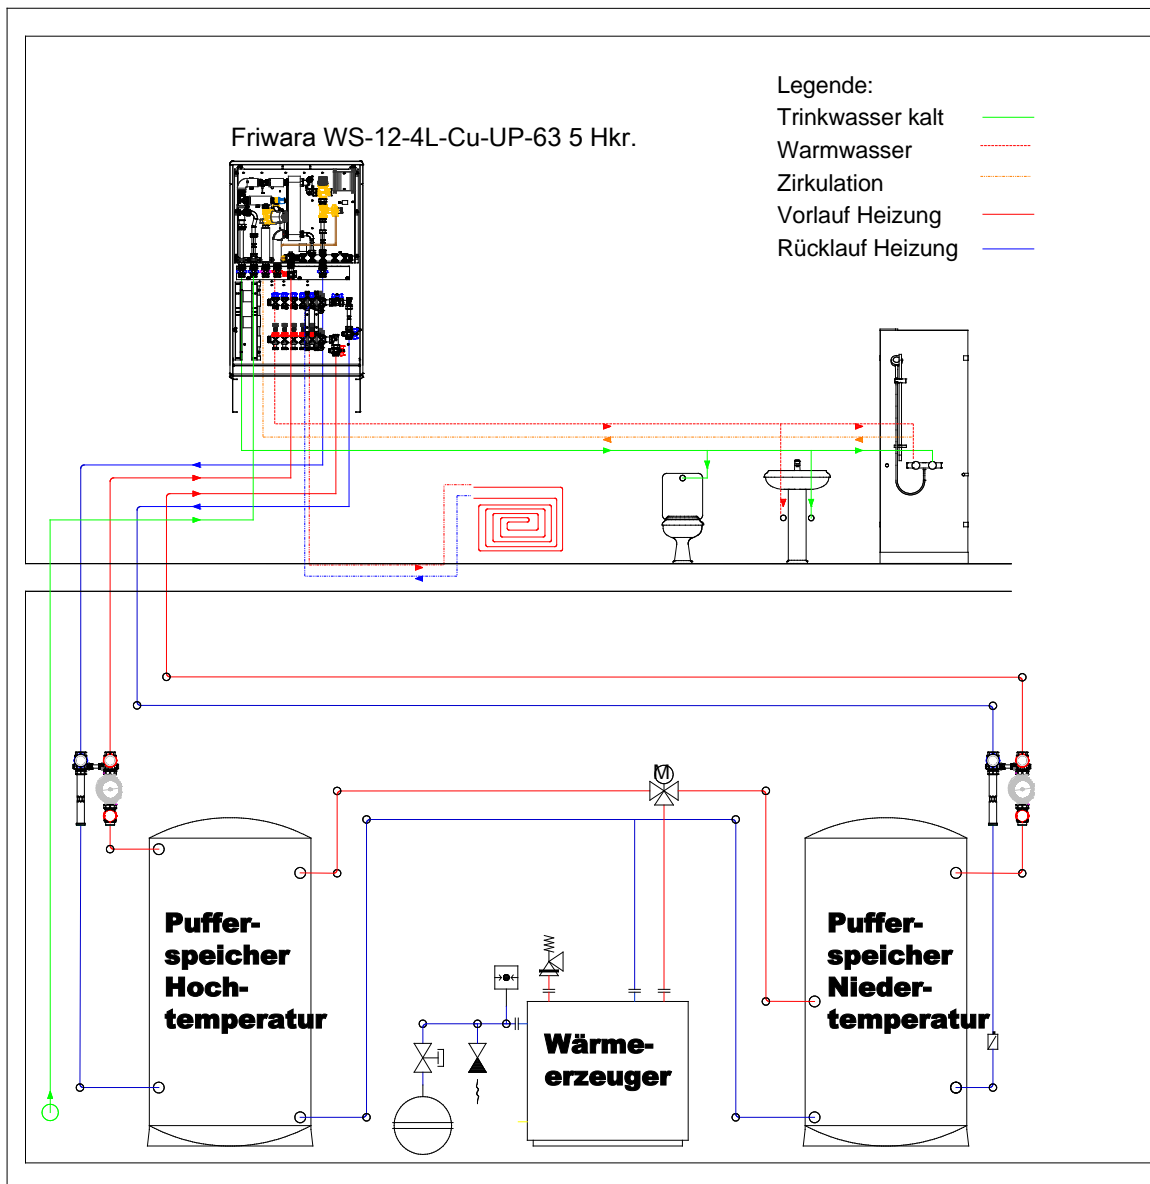 Legende:
Trinkwasser kalt
Warmwasser
Zirkulation
Vorlauf Heizung
Rücklauf Heizung
Friwara WS-12-4L-Cu-UP-63 5 Hkr.
M
Puffer-
speicher
Hoch-
temperatur
Wärme-
erzeuger
Puffer-
speicher
Nieder-
temperatur